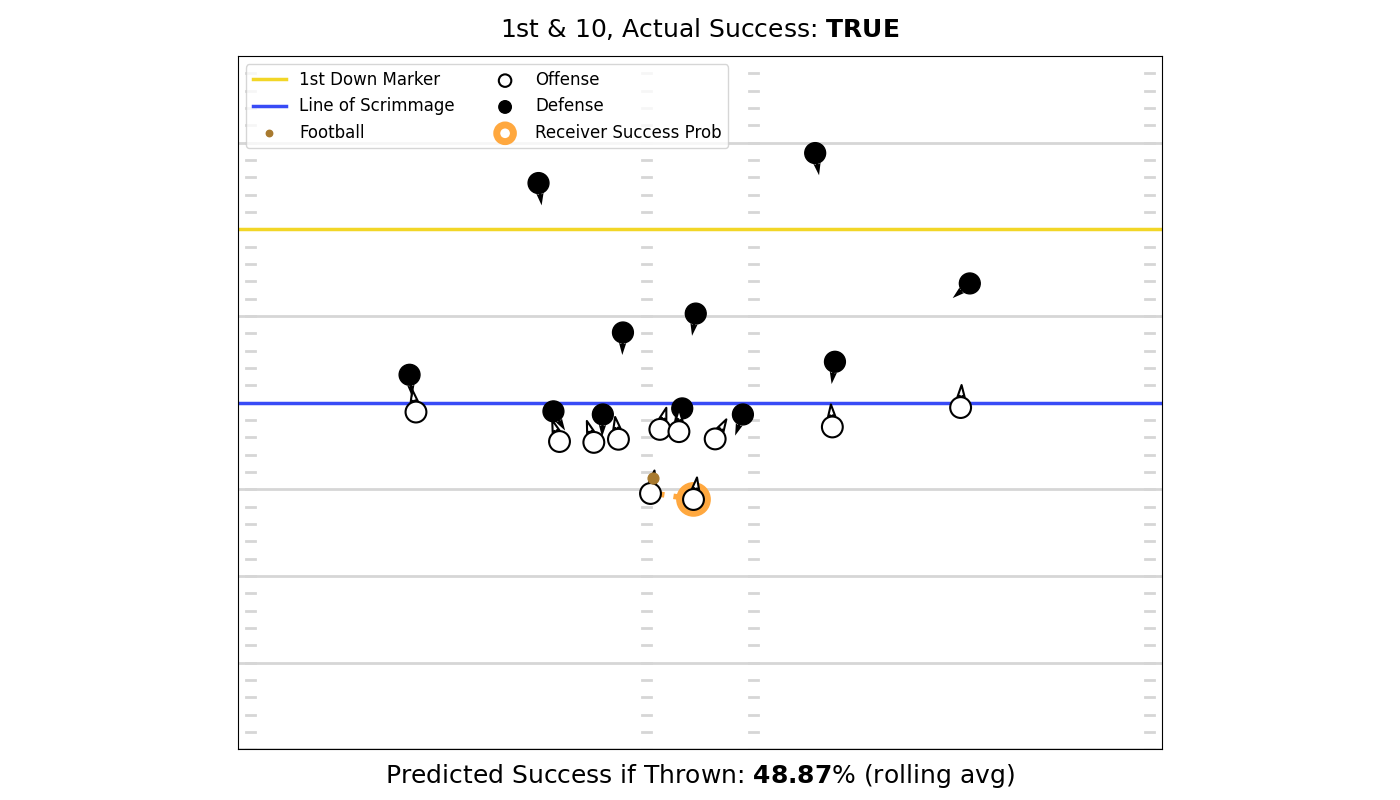 1st & 10, Actual Success: TRUE
1st Down Marker
Line of Scrimmage
Football
Offense
Defense
Receiver Success Prob
Predicted Success if Thrown: 48.87% (rolling avg)